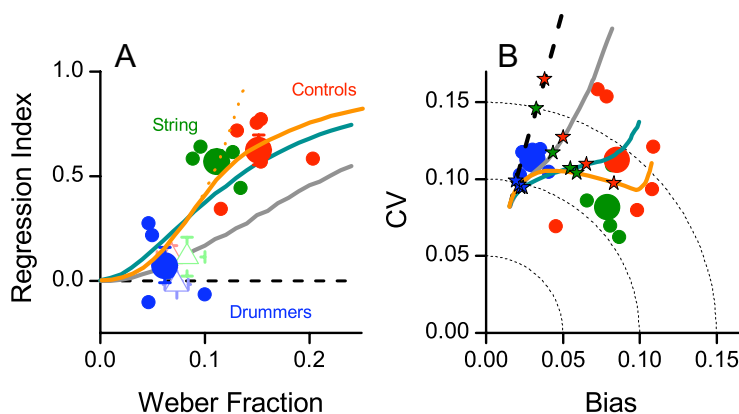 A
B
1.0
0.5
0.0
Regression Index
String
Controls
Drummers
0.0
0.1
0.2
Weber Fraction
0.15
0.10
0.05
0.00
CV
0.00
0.05
0.10
0.15
Bias